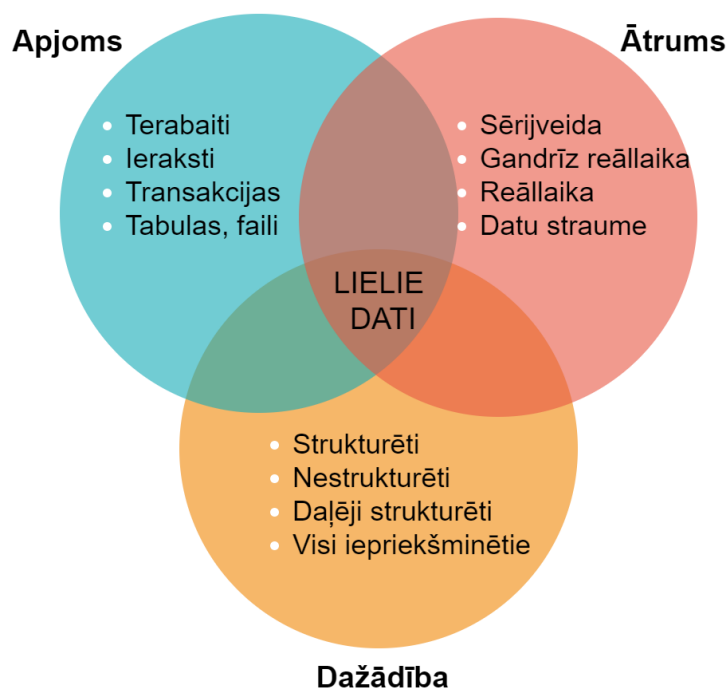 Apjoms
Ātrums
Terabaiti
Ieraksti
Transakcijas
Tabulas, faili
Sērijveida
Gandrīz reāllaika
Reāllaika
Datu straume
LIELIE
DATI
Strukturēti
Nestrukturēti
Daļēji strukturēti
Visi iepriekšminētie
Dažādība